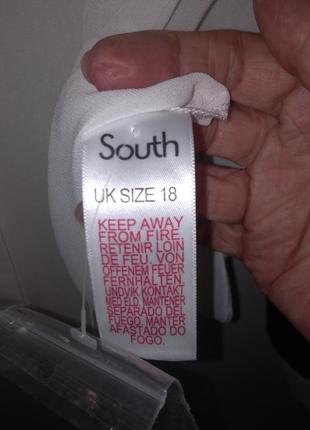 South
UK SIZE 18
KEEP AWAY
FROM FIRE.
RETENIR LOIN
DE FEU. VON
OFFENEM FEUER
FERNHALTEN.
UNDVIK KONTAKT
MED ELD. MANTENER
SEPARADO DEL
FUEGO. MANTER
AFASTADO DO
FOGO.